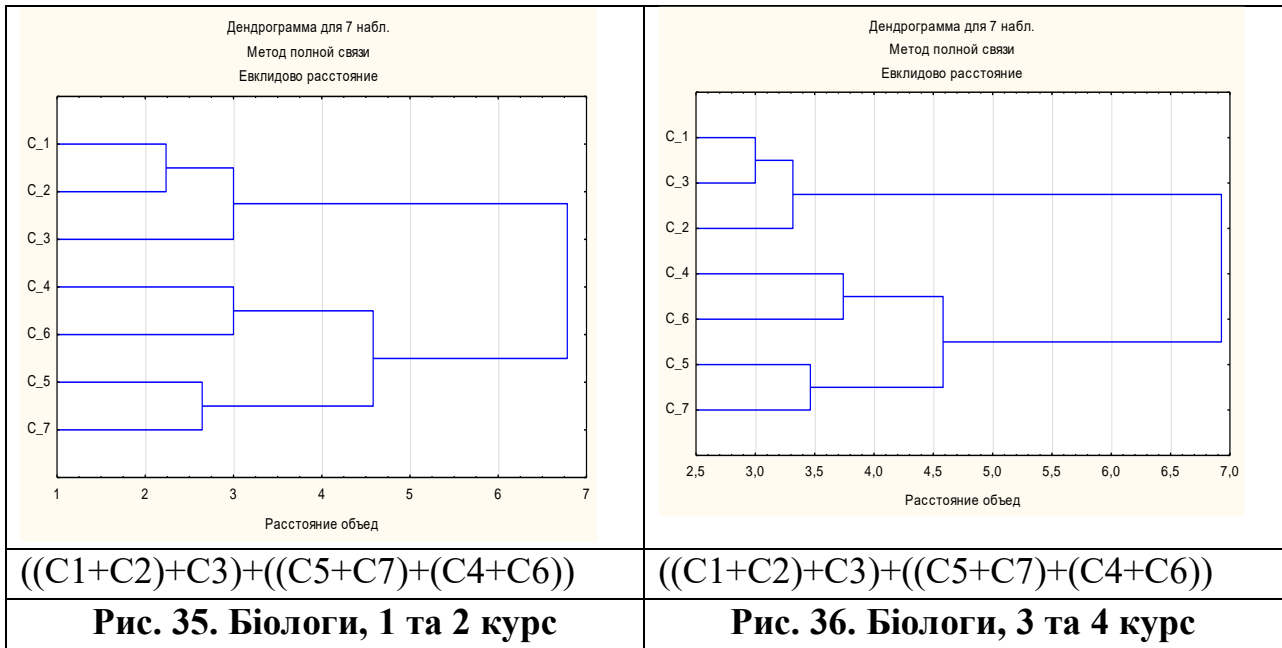 Дендрограмма для 7 набл.
Метод полной связи
Евклидово расстояние
C_1
C_2
C_3
C_4
C_6
C_5
C_7
1 2 3 4 5 6 7
Расстояние объед
((C1+C2)+C3)+((C5+C7)+(C4+C6))
Рис. 35. Біологи, 1 та 2 курс
Дендрограмма для 7 набл.
Метод полной связи
Евклидово расстояние
C_1
C_3
C_2
C_4
C_6
C_5
C_7
2,5 3,0 3,5 4,0 4,5 5,0 5,5 6,0 6,5 7,0
Расстояние объед
((C1+C2)+C3)+((C5+C7)+(C4+C6))
Рис. 36. Біологи, 3 та 4 курс